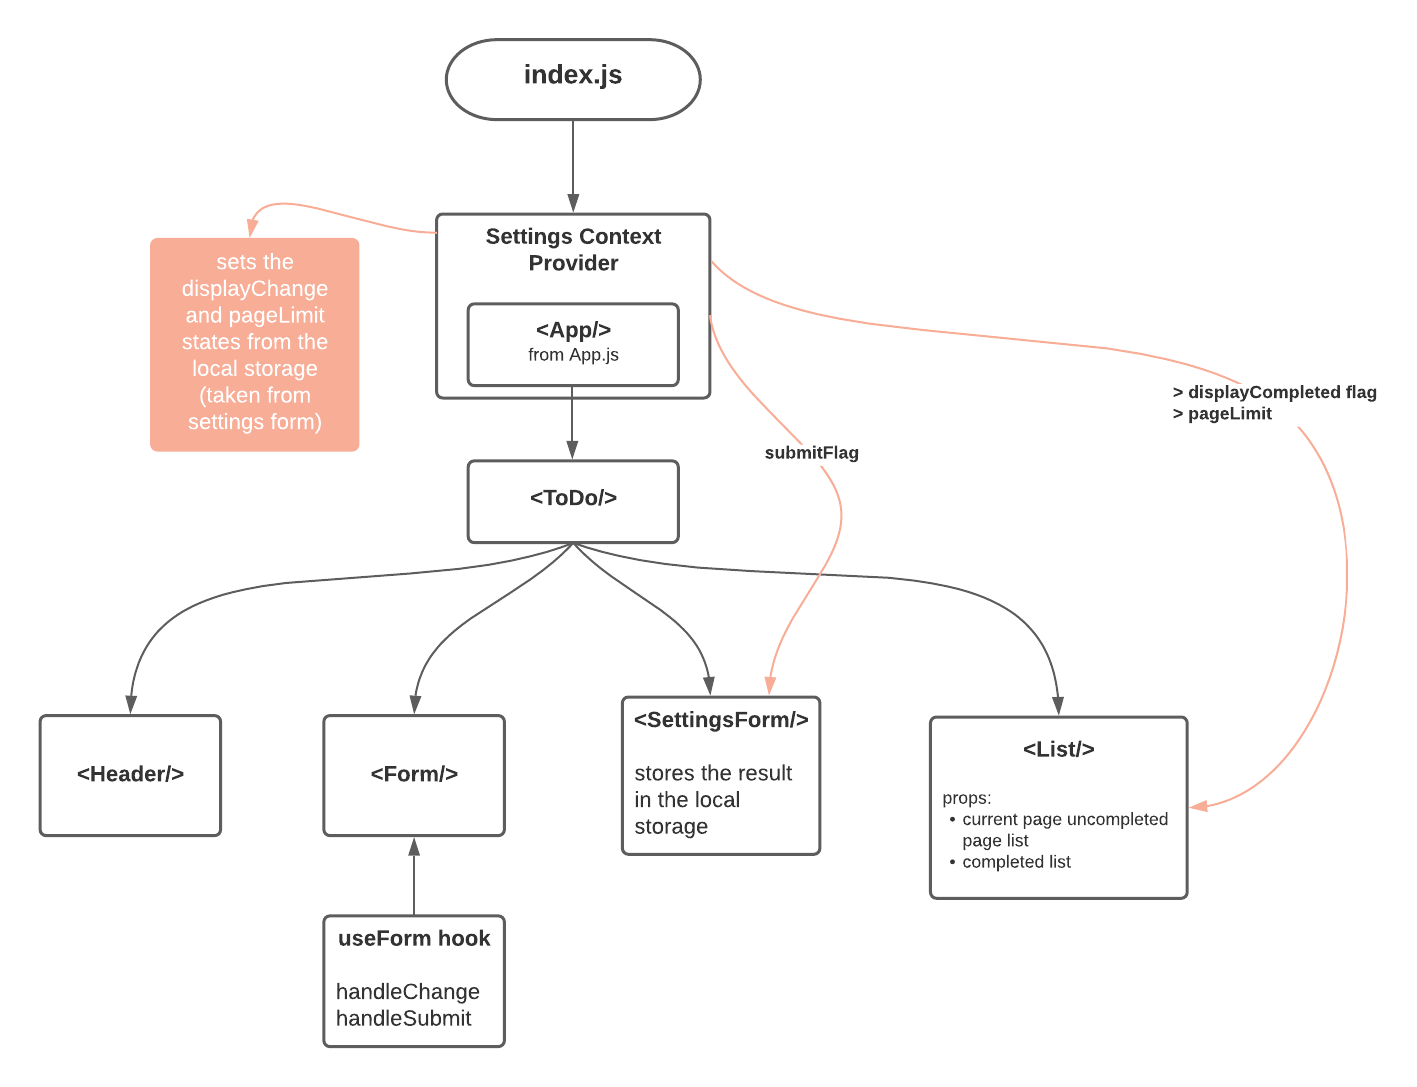 index.js
Settings Context
Provider
<App/>
from App.js
sets the
displayChange
and pageLimit
states from the
local storage
(taken from
settings form)
> displayCompleted flag
> pageLimit
submitFlag
<ToDo/>
<Header/>
<Form/>
<SettingsForm/>
stores the result
in the local
storage
<List/>
props:
• current page uncompleted
page list
• completed list
useForm hook
handleChange
handleSubmit